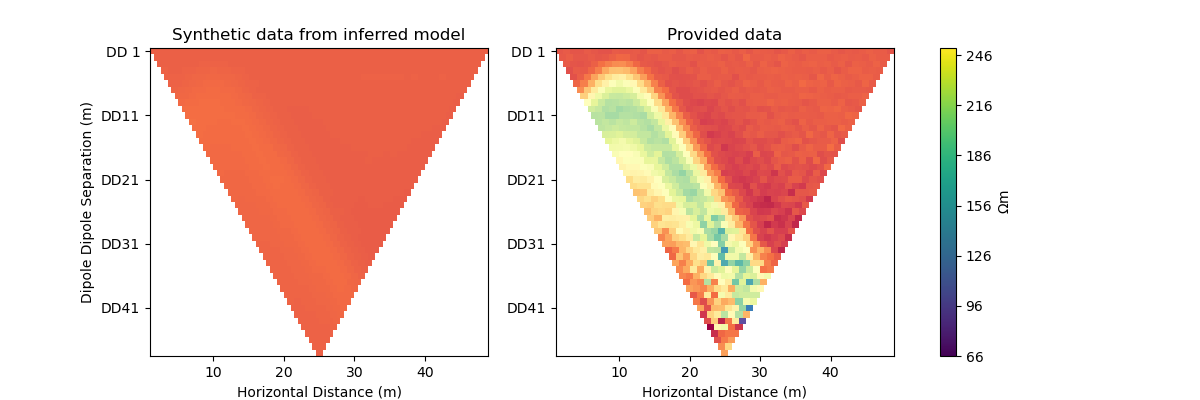 Synthetic data from inferred model
Provided data
DD 1
DD11
DD21
DD31
DD41
Dipole Dipole Separation (m)
10 20 30 40
Horizontal Distance (m)
DD 1
DD11
DD21
DD31
DD41
10 20 30 40
Horizontal Distance (m)
246
216
186
156
126
96
66
Ωm